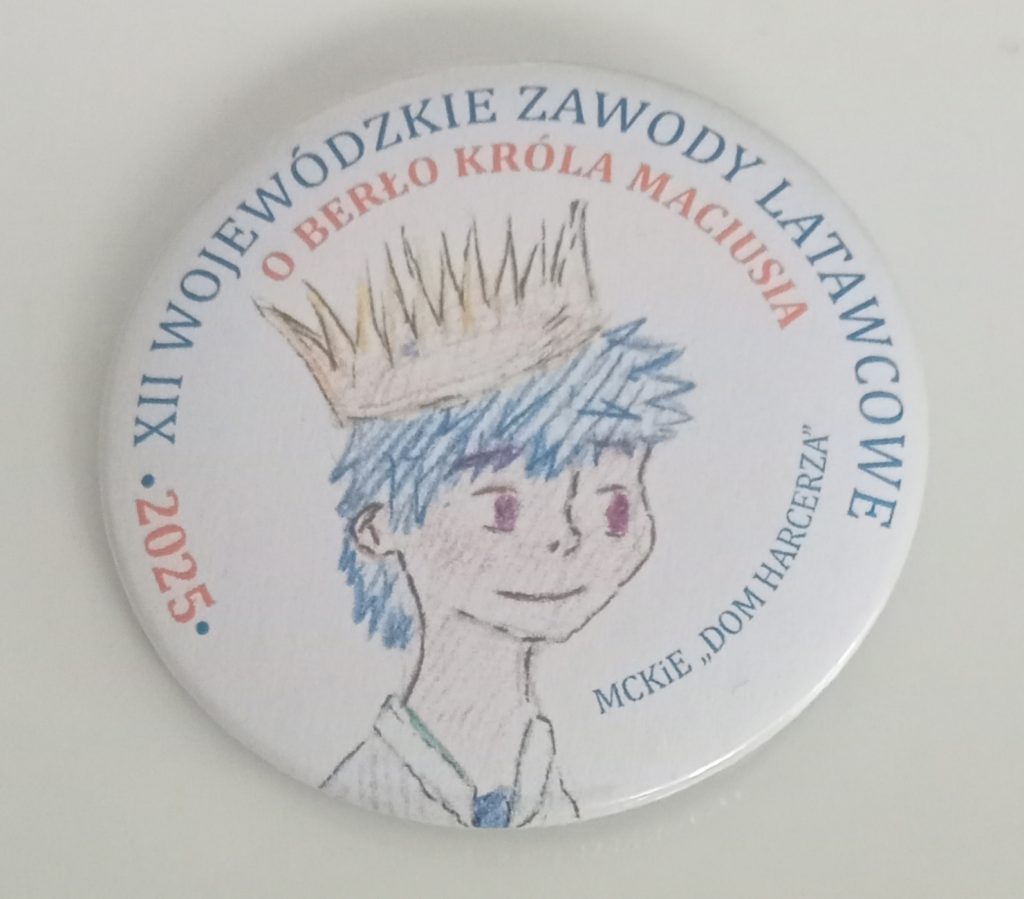 XII WOJEWÓDZKIE ZAWODY LATAWCOWE
O BERŁO KRÓLA MACIUSIA
• 2025 •
MCKiE „DOM HARCERZA”